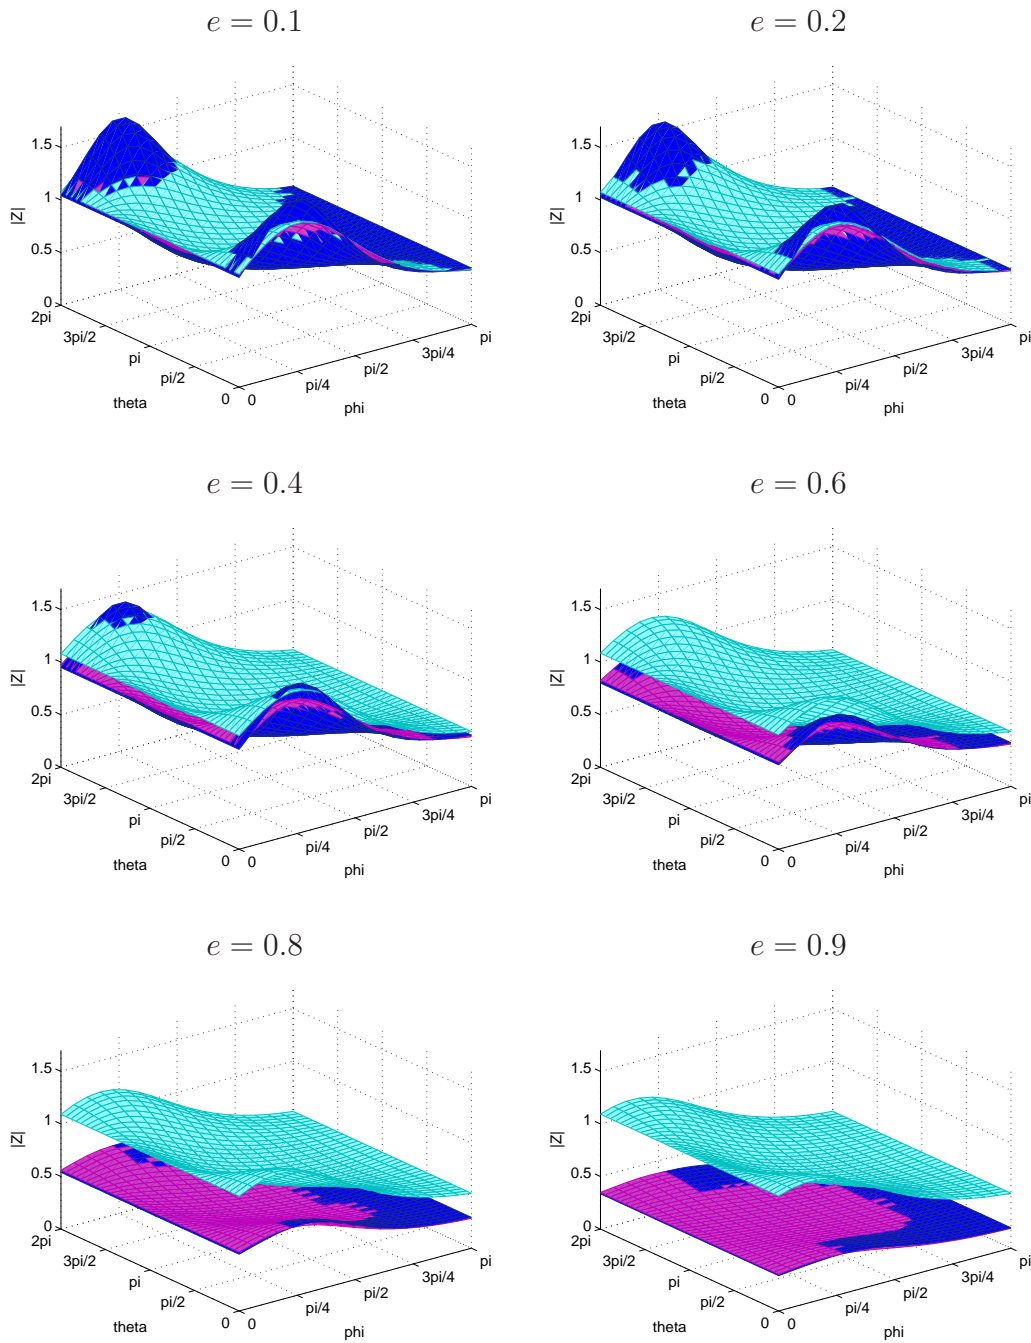 e = 0.1
1.5
1
0.5
0
|Z|
2pi
3pi/2
pi
pi/2
0
theta
0
pi/4
pi/2
3pi/4
pi
phi
e = 0.2
1.5
1
0.5
0
|Z|
2pi
3pi/2
pi
pi/2
0
theta
0
pi/4
pi/2
3pi/4
pi
phi
e = 0.4
1.5
1
0.5
0
|Z|
2pi
3pi/2
pi
pi/2
0
theta
0
pi/4
pi/2
3pi/4
pi
phi
e = 0.6
1.5
1
0.5
0
|Z|
2pi
3pi/2
pi
pi/2
0
theta
0
pi/4
pi/2
3pi/4
pi
phi
e = 0.8
1.5
1
0.5
0
|Z|
2pi
3pi/2
pi
pi/2
0
theta
0
pi/4
pi/2
3pi/4
pi
phi
e = 0.9
1.5
1
0.5
0
|Z|
2pi
3pi/2
pi
pi/2
0
theta
0
pi/4
pi/2
3pi/4
pi
phi